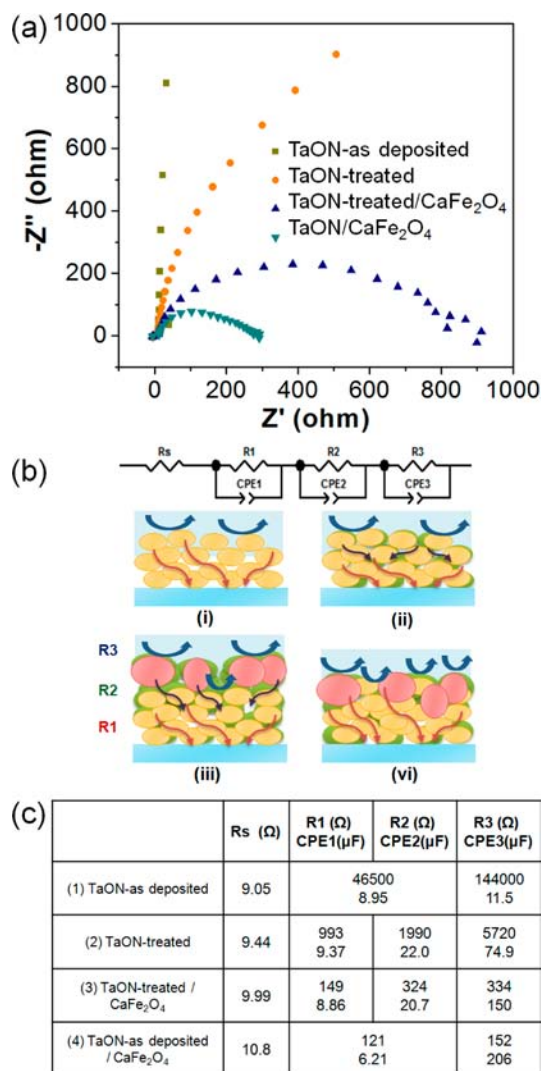 (a)
1000
800
600
400
200
0
-Z'' (ohm)
TaON-as deposited
TaON-treated
TaON-treated/CaFe₂O₄
TaON/CaFe₂O₄
0 200 400 600 800 1000
Z' (ohm)
(b)
Rs R1 R2 R3
CPE1 CPE2 CPE3
(i) (ii)
R3
R2
R1
(iii) (vi)
(c)
Rs (Ω) R1 (Ω) R2 (Ω) R3 (Ω)
CPE1(µF) CPE2(µF) CPE3(µF)
(1) TaON-as deposited 9.05 46500 144000
8.95 11.5
(2) TaON-treated 9.44 993 1990 5720
9.37 22.0 74.9
(3) TaON-treated / 9.99 149 324 334
CaFe₂O₄ 8.86 20.7 150
(4) TaON-as deposited 10.8 121 152
/ CaFe₂O₄ 6.21 206